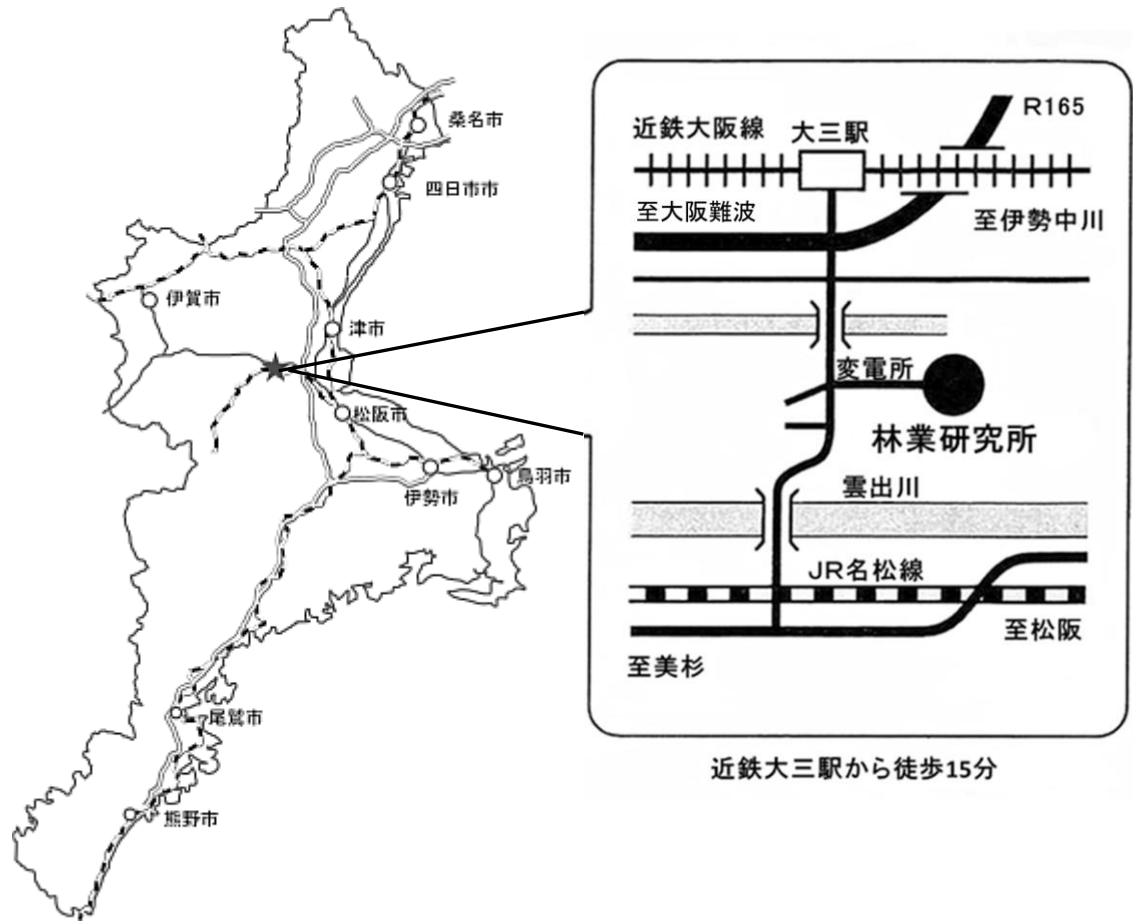 桑名市
四日市市
伊賀市
津市
松阪市
伊勢市
鳥羽市
尾鷲市
熊野市
R165
近鉄大阪線
大三駅
至大阪難波
至伊勢中川
変電所
林業研究所
雲出川
JR名松線
至松阪
至美杉
近鉄大三駅から徒歩15分